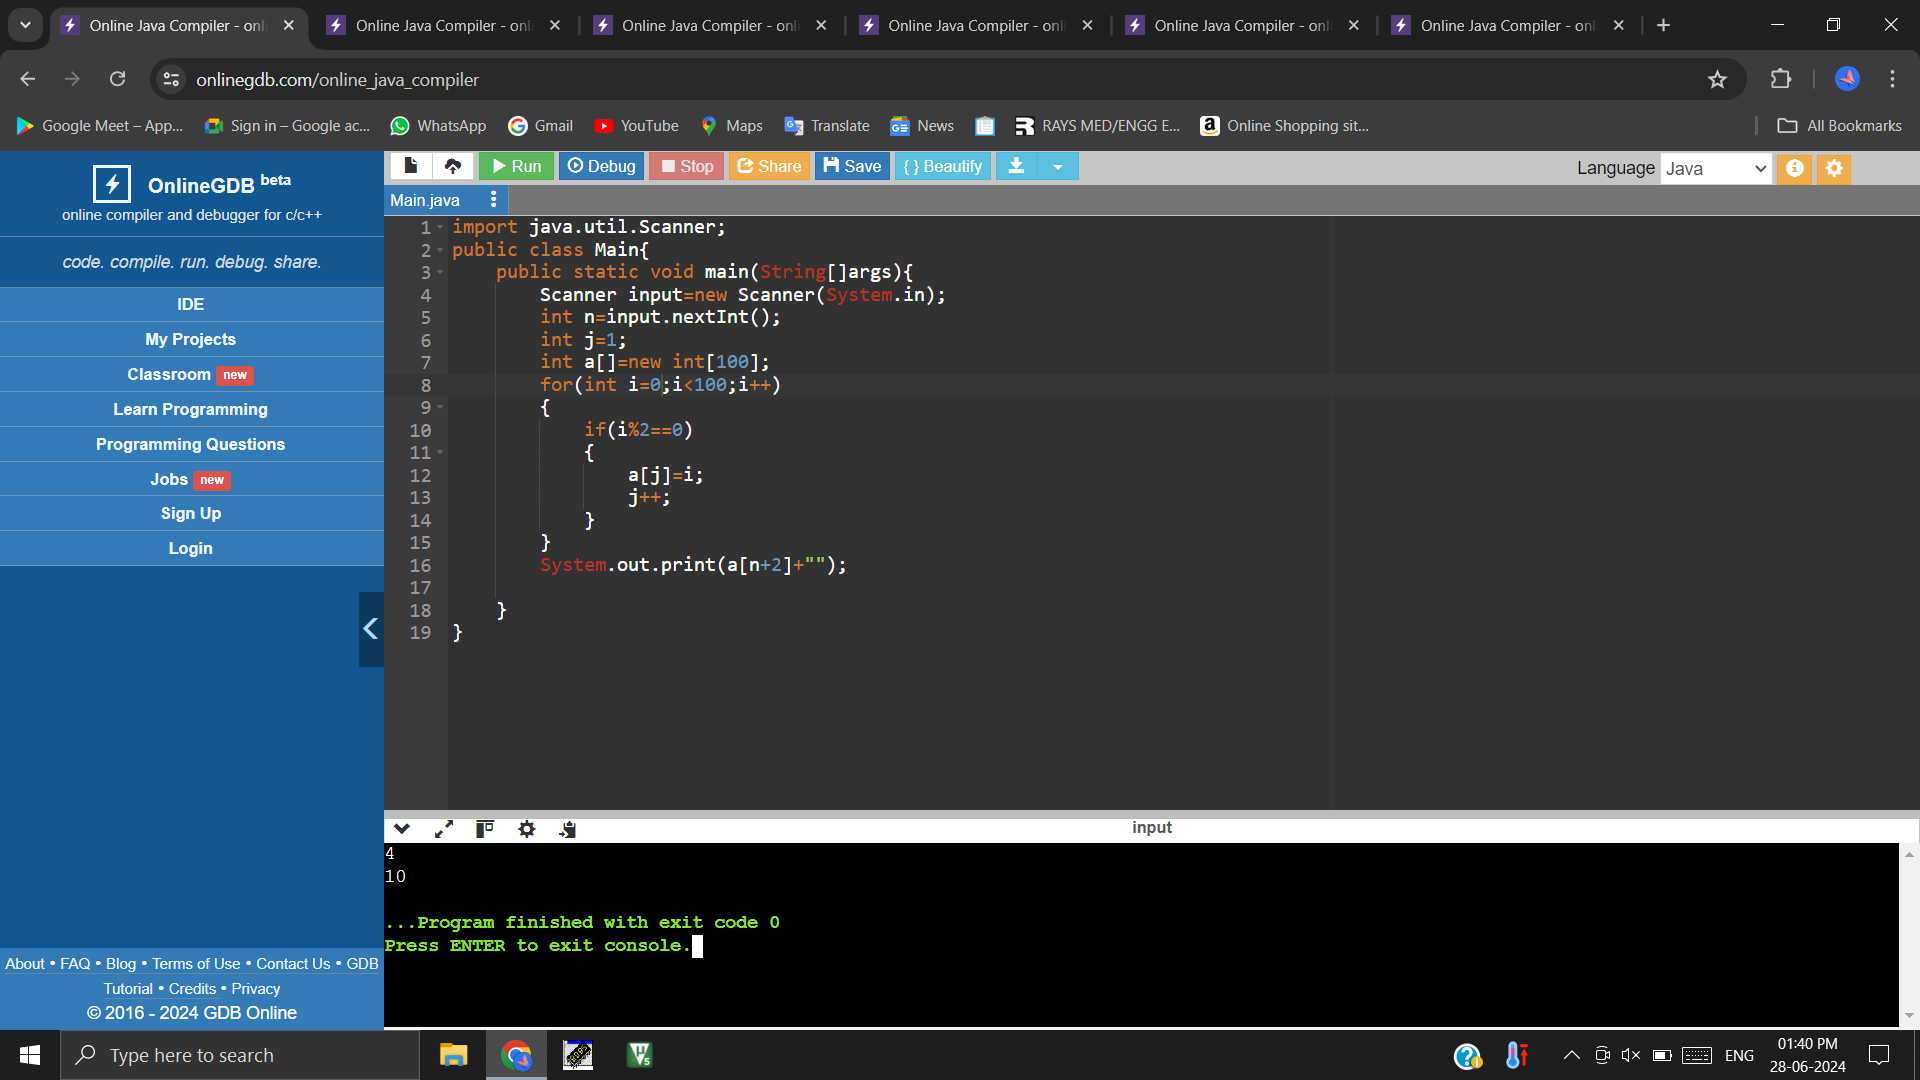 Online Java Compiler - onli
Online Java Compiler - onli
Online Java Compiler - onli
Online Java Compiler - onli
Online Java Compiler - onli
Online Java Compiler - onli
onlinegdb.com/online_java_compiler
Google Meet – App...
Sign in – Google ac...
WhatsApp
Gmail
YouTube
Maps
Translate
News
RAYS MED/ENGG E...
Online Shopping sit...
All Bookmarks
OnlineGDB beta
online compiler and debugger for c/c++
code. compile. run. debug. share.
IDE
My Projects
Classroom new
Learn Programming
Programming Questions
Jobs new
Sign Up
Login
About • FAQ • Blog • Terms of Use • Contact Us • GDB
Tutorial • Credits • Privacy
© 2016 - 2024 GDB Online
Run
Debug
Stop
Share
Save
{ } Beautify
Language Java
Main.java
1 import java.util.Scanner;
2 public class Main{
3 public static void main(String[]args){
4 Scanner input=new Scanner(System.in);
5 int n=input.nextInt();
6 int j=1;
7 int a[]=new int[100];
8 for(int i=0;i<100;i++)
9 {
10 if(i%2==0)
11 {
12 a[j]=i;
13 j++;
14 }
15 }
16 System.out.print(a[n+2]+"");
17
18 }
19 }
input
4
10
...Program finished with exit code 0
Press ENTER to exit console.
Type here to search
ENG
01:40 PM
28-06-2024